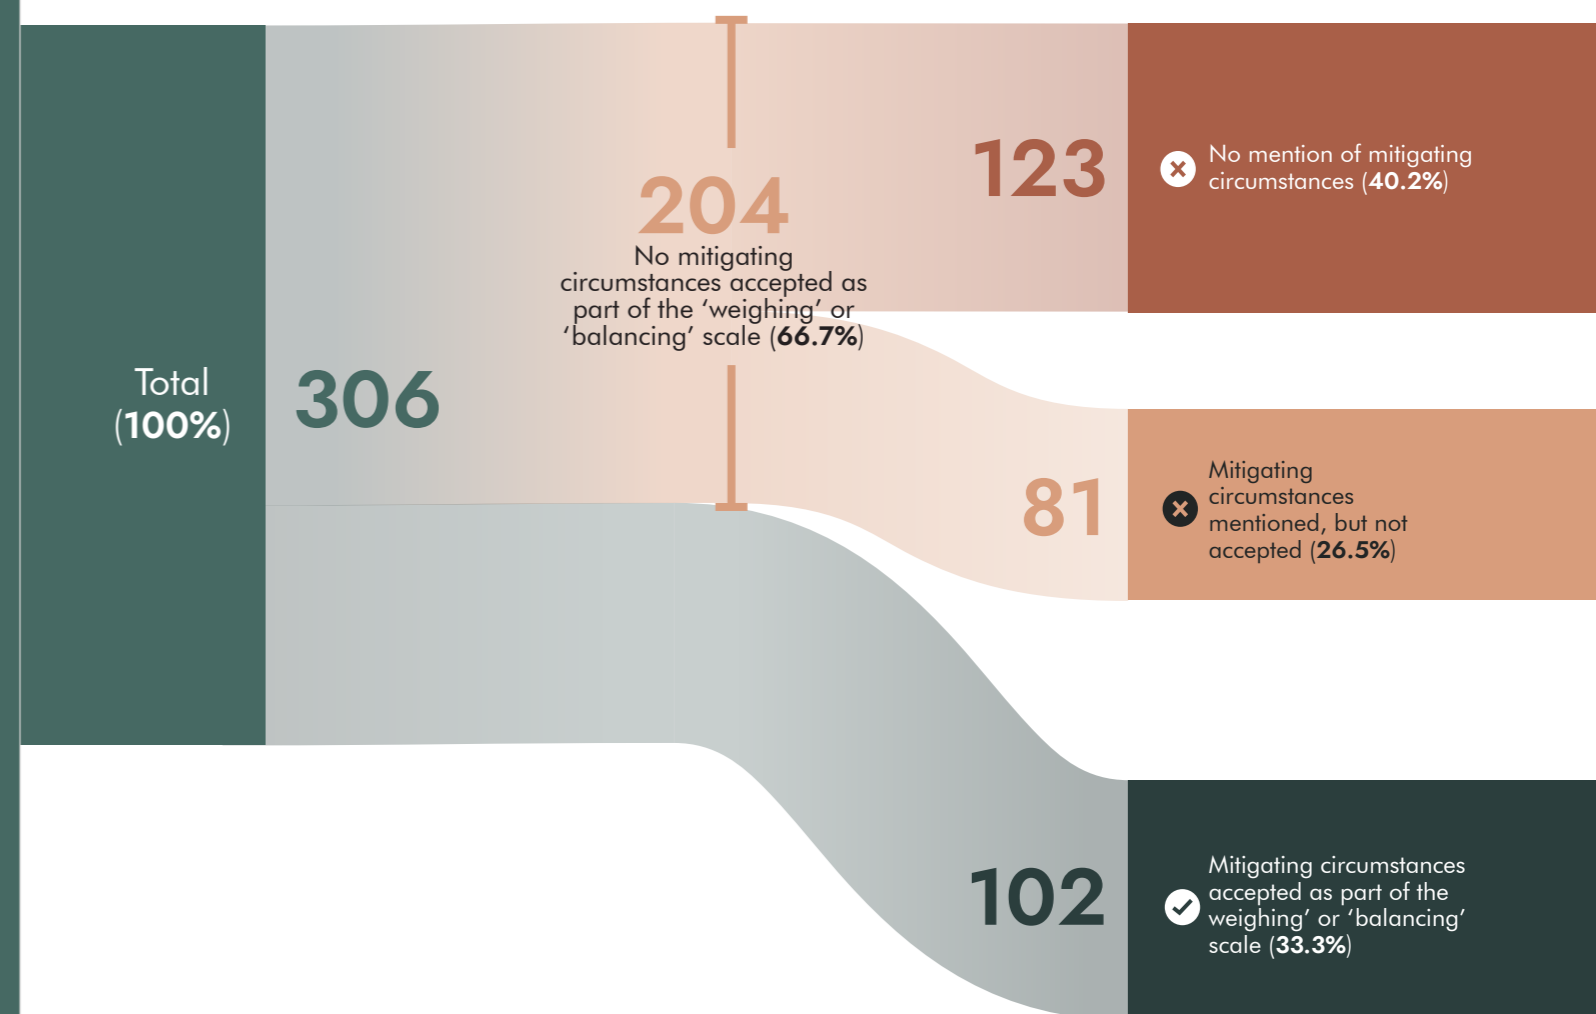 Total
(100%)
306
204
No mitigating
circumstances accepted as
part of the ‘weighing’ or
‘balancing’ scale (66.7%)
123
No mention of mitigating
circumstances (40.2%)
81
Mitigating
circumstances
mentioned, but not
accepted (26.5%)
102
Mitigating circumstances
accepted as part of the
weighing’ or ‘balancing’
scale (33.3%)